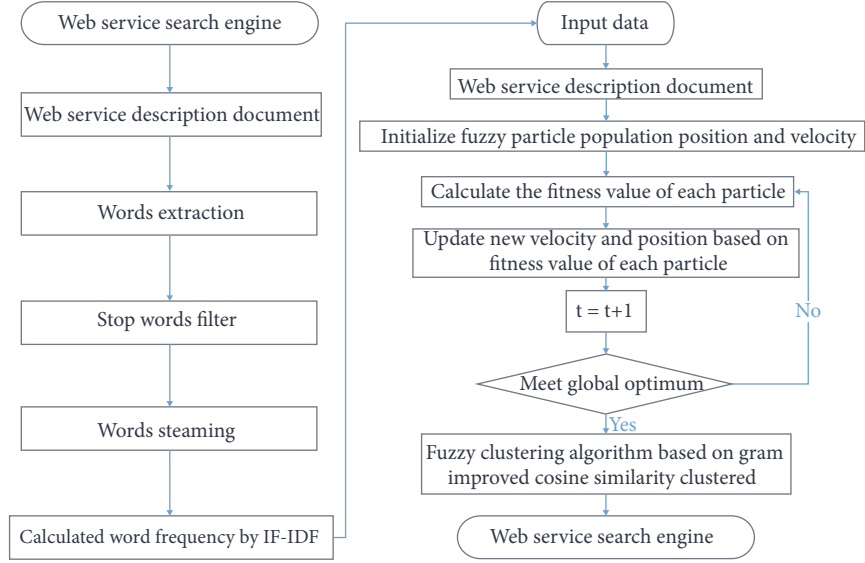 Web service search engine
Web service description document
Words extraction
Stop words filter
Words steaming
Calculated word frequency by IF-IDF
Input data
Web service description document
Initialize fuzzy particle population position and velocity
Calculate the fitness value of each particle
Update new velocity and position based on
fitness value of each particle
t = t+1
No
Meet global optimum
Yes
Fuzzy clustering algorithm based on gram
improved cosine similarity clustered
Web service search engine